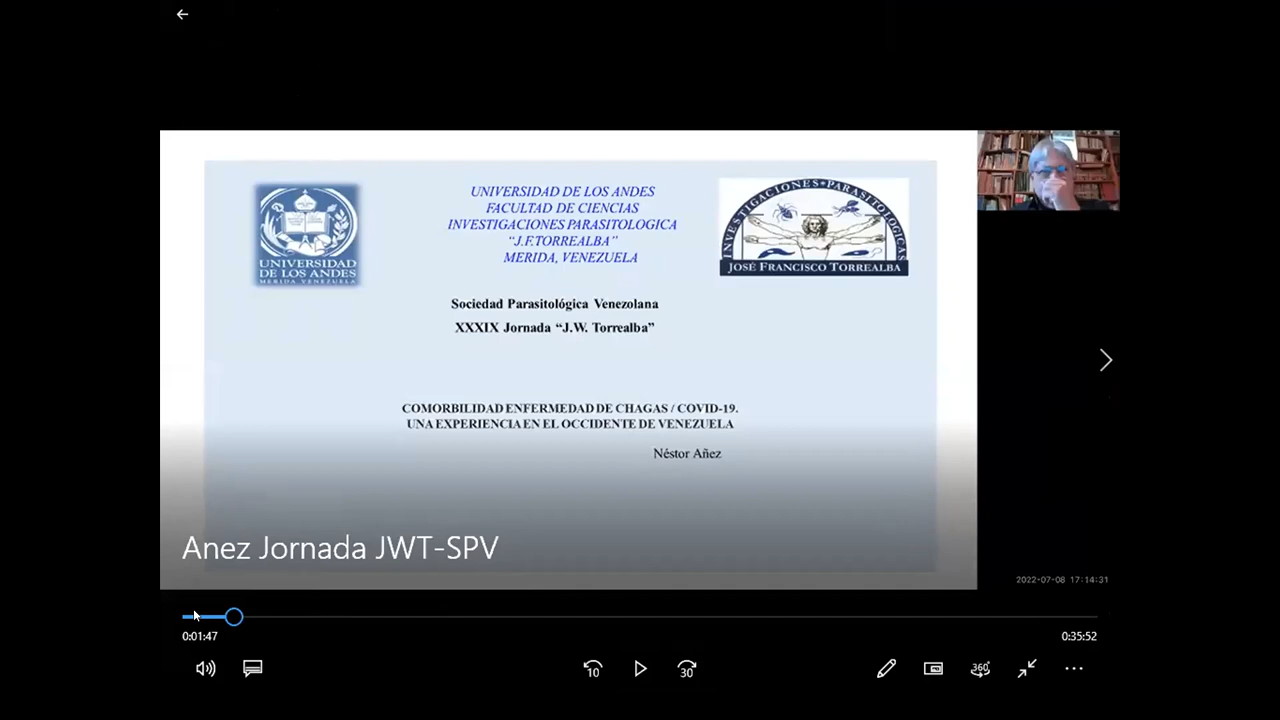 UNIVERSIDAD DE LOS ANDES
FACULTAD DE CIENCIAS
INVESTIGACIONES PARASITOLOGICA
“J.F.TORREALBA”
MERIDA, VENEZUELA
UNIVERSIDAD
DE LOS ANDES
MERIDA VENEZUELA
INVESTIGACIONES PARASITOLOGICAS
JOSÉ FRANCISCO TORREALBA
Sociedad Parasitológica Venezolana
XXXIX Jornada “J.W. Torrealba”
COMORBILIDAD ENFERMEDAD DE CHAGAS / COVID-19.
UNA EXPERIENCIA EN EL OCCIDENTE DE VENEZUELA
Néstor Añez
Anez Jornada JWT-SPV
2022-07-08 17:14:31
0:01:47
0:35:52
10
30
360°